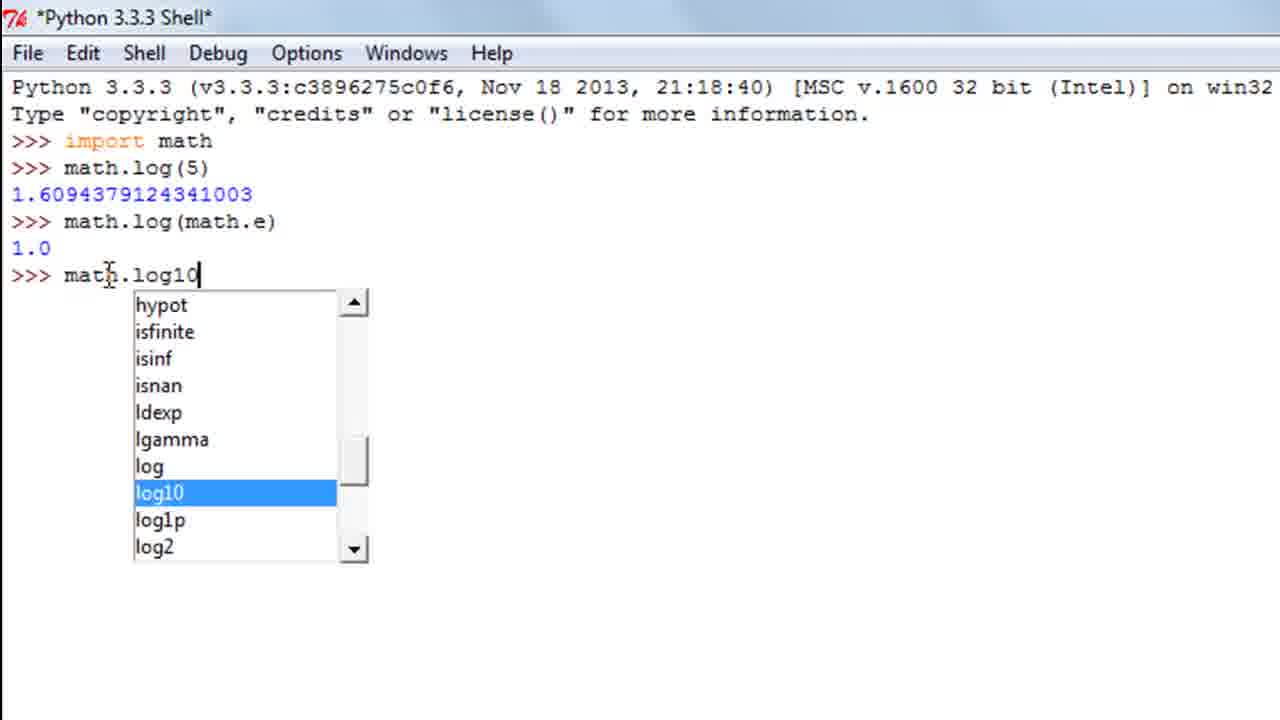 *Python 3.3.3 Shell*
File Edit Shell Debug Options Windows Help
Python 3.3.3 (v3.3.3:c3896275c0f6, Nov 18 2013, 21:18:40) [MSC v.1600 32 bit (Intel)] on win32
Type "copyright", "credits" or "license()" for more information.
>>> import math
>>> math.log(5)
1.6094379124341003
>>> math.log(math.e)
1.0
>>> math.log10
hypot
isfinite
isinf
isnan
ldexp
lgamma
log
log10
log1p
log2